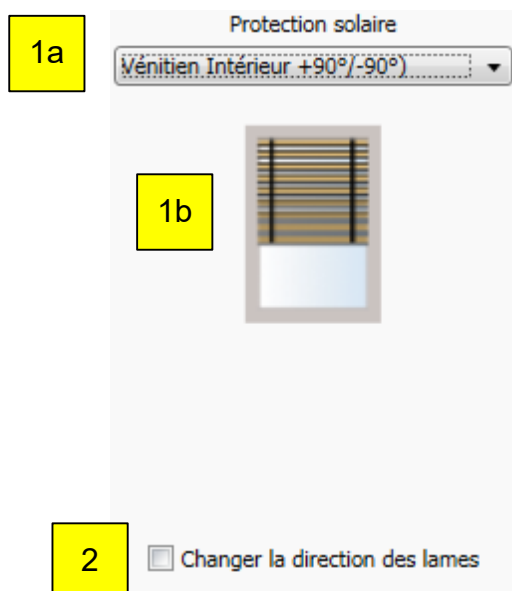 Protection solaire
1a
Vénitien Intérieur +90°/-90°)
1b
2
Changer la direction des lames